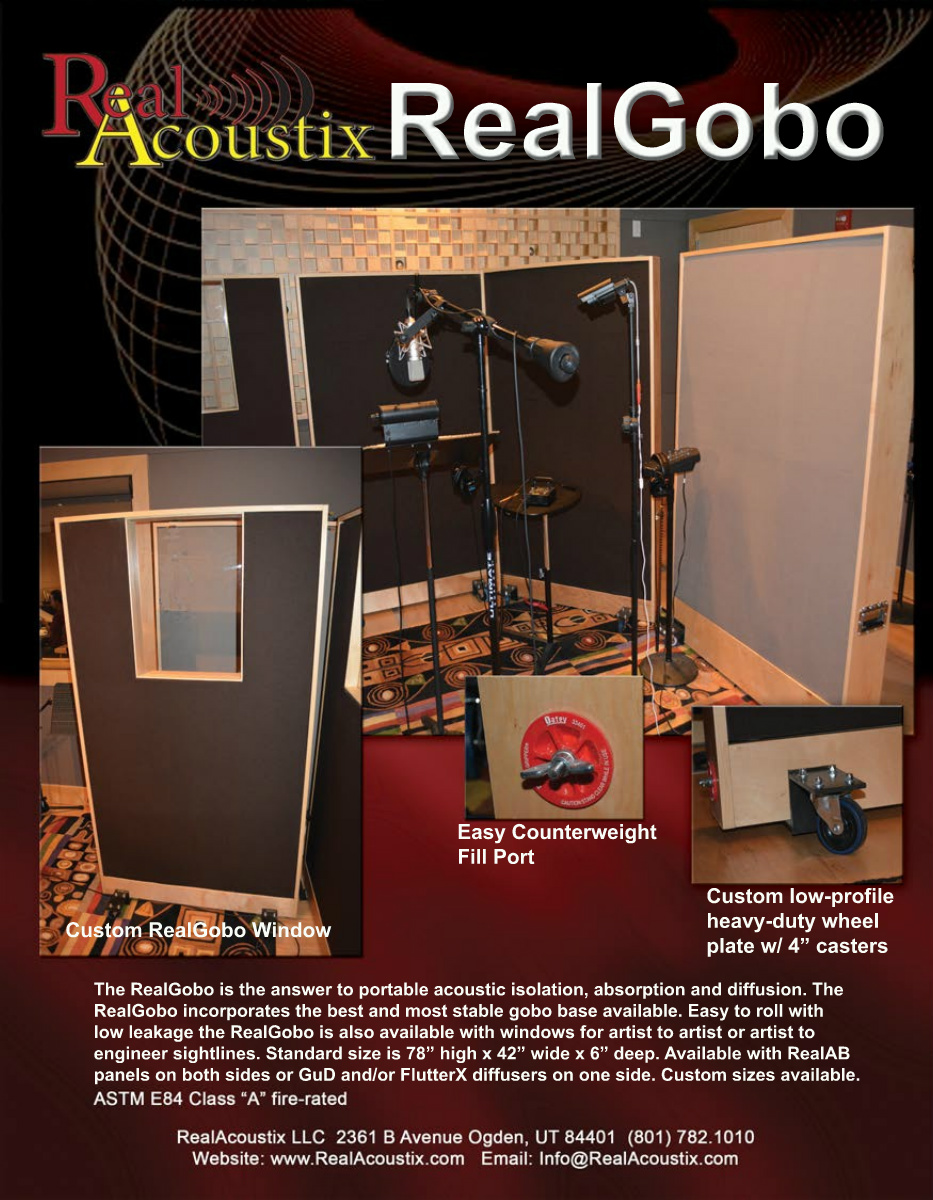 Real
Acoustix
RealGobo
ULTIMATE
Oatey
33401
Easy Counterweight
Fill Port
Custom low-profile
heavy-duty wheel
plate w/ 4” casters
Custom RealGobo Window
The RealGobo is the answer to portable acoustic isolation, absorption and diffusion. The
RealGobo incorporates the best and most stable gobo base available. Easy to roll with
low leakage the RealGobo is also available with windows for artist to artist or artist to
engineer sightlines. Standard size is 78” high x 42” wide x 6” deep. Available with RealAB
panels on both sides or GuD and/or FlutterX diffusers on one side. Custom sizes available.
ASTM E84 Class “A” fire-rated
RealAcoustix LLC 2361 B Avenue Ogden, UT 84401 (801) 782.1010
Website: www.RealAcoustix.com Email: Info@RealAcoustix.com